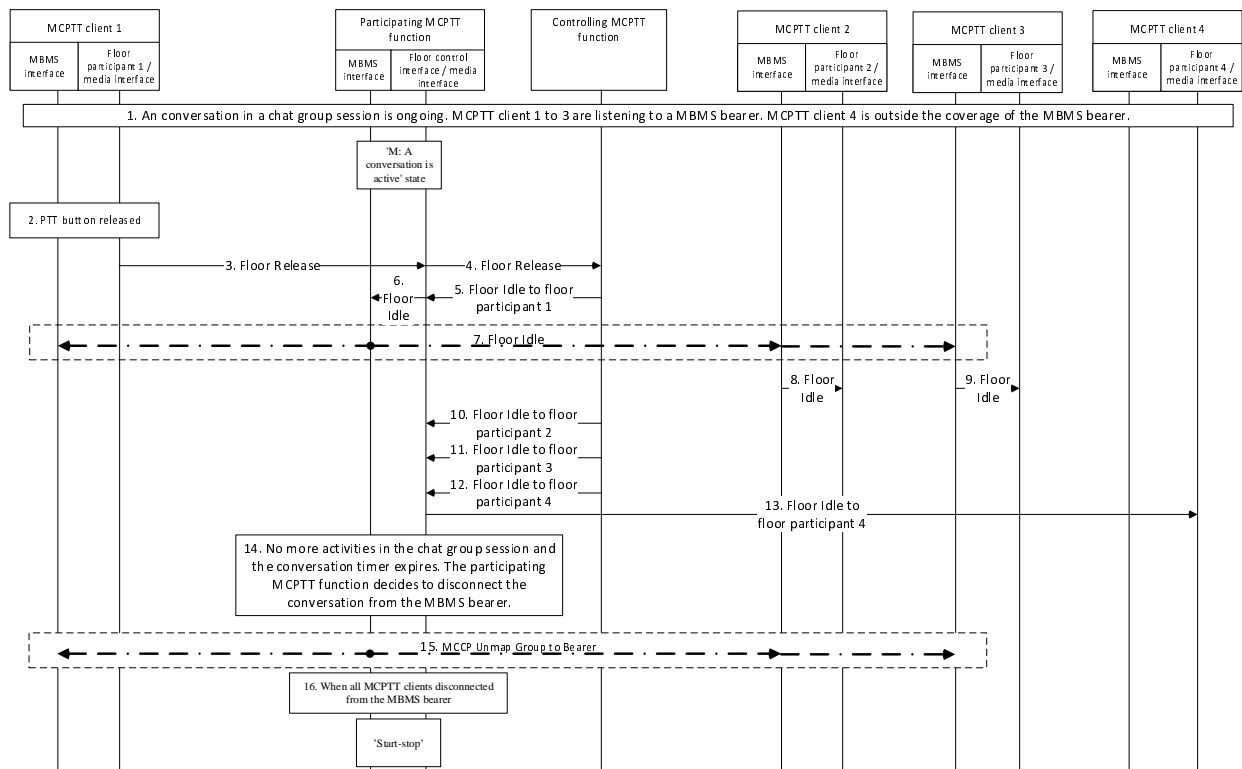 MCPTT client 1
MBMS
interface
Floor
participant 1 /
media interface
Participating MCPTT
function
MBMS
interface
Floor control
interface / media
interface
Controlling MCPTT
function
MCPTT client 2
MBMS
interface
Floor
participant 2 /
media interface
MCPTT client 3
MBMS
interface
Floor
participant 3 /
media interface
MCPTT client 4
MBMS
interface
Floor
participant 4 /
media interface
1. An conversation in a chat group session is ongoing. MCPTT client 1 to 3 are listening to a MBMS bearer. MCPTT client 4 is outside the coverage of the MBMS bearer.
'M: A
conversation is
active' state
2. PTT button released
3. Floor Release
4. Floor Release
6.
Floor
Idle
5. Floor Idle to floor
participant 1
7. Floor Idle
8. Floor
Idle
9. Floor
Idle
10. Floor Idle to floor
participant 2
11. Floor Idle to floor
participant 3
12. Floor Idle to floor
participant 4
13. Floor Idle to
floor participant 4
14. No more activities in the chat group session and
the conversation timer expires. The participating
MCPTT function decides to disconnect the
conversation from the MBMS bearer.
15. MCCP Unmap Group to Bearer
16. When all MCPTT clients disconnected
from the MBMS bearer
'Start-stop'